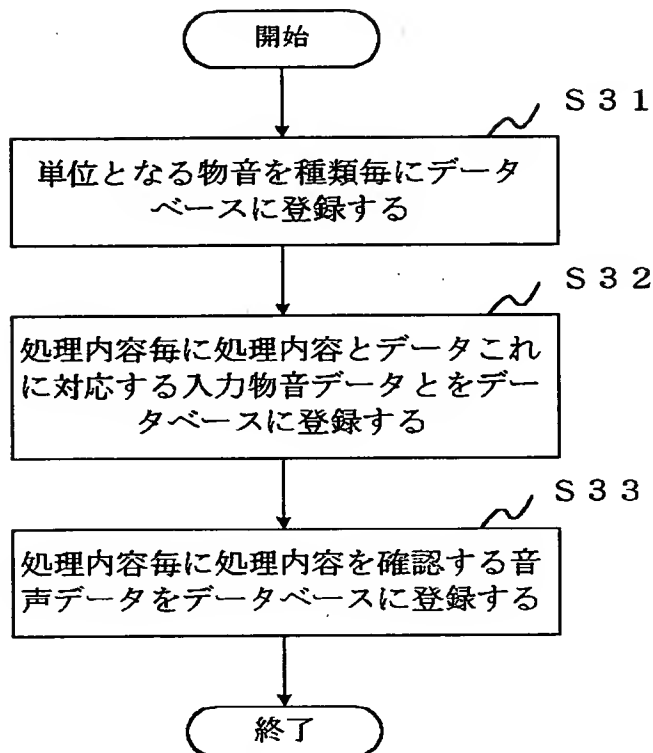 開始
S31
単位となる物音を種類毎にデータ
ベースに登録する
S32
処理内容毎に処理内容とデータこれ
に対応する入力物音データとをデー
タベースに登録する
S33
処理内容毎に処理内容を確認する音
声データをデータベースに登録する
終了